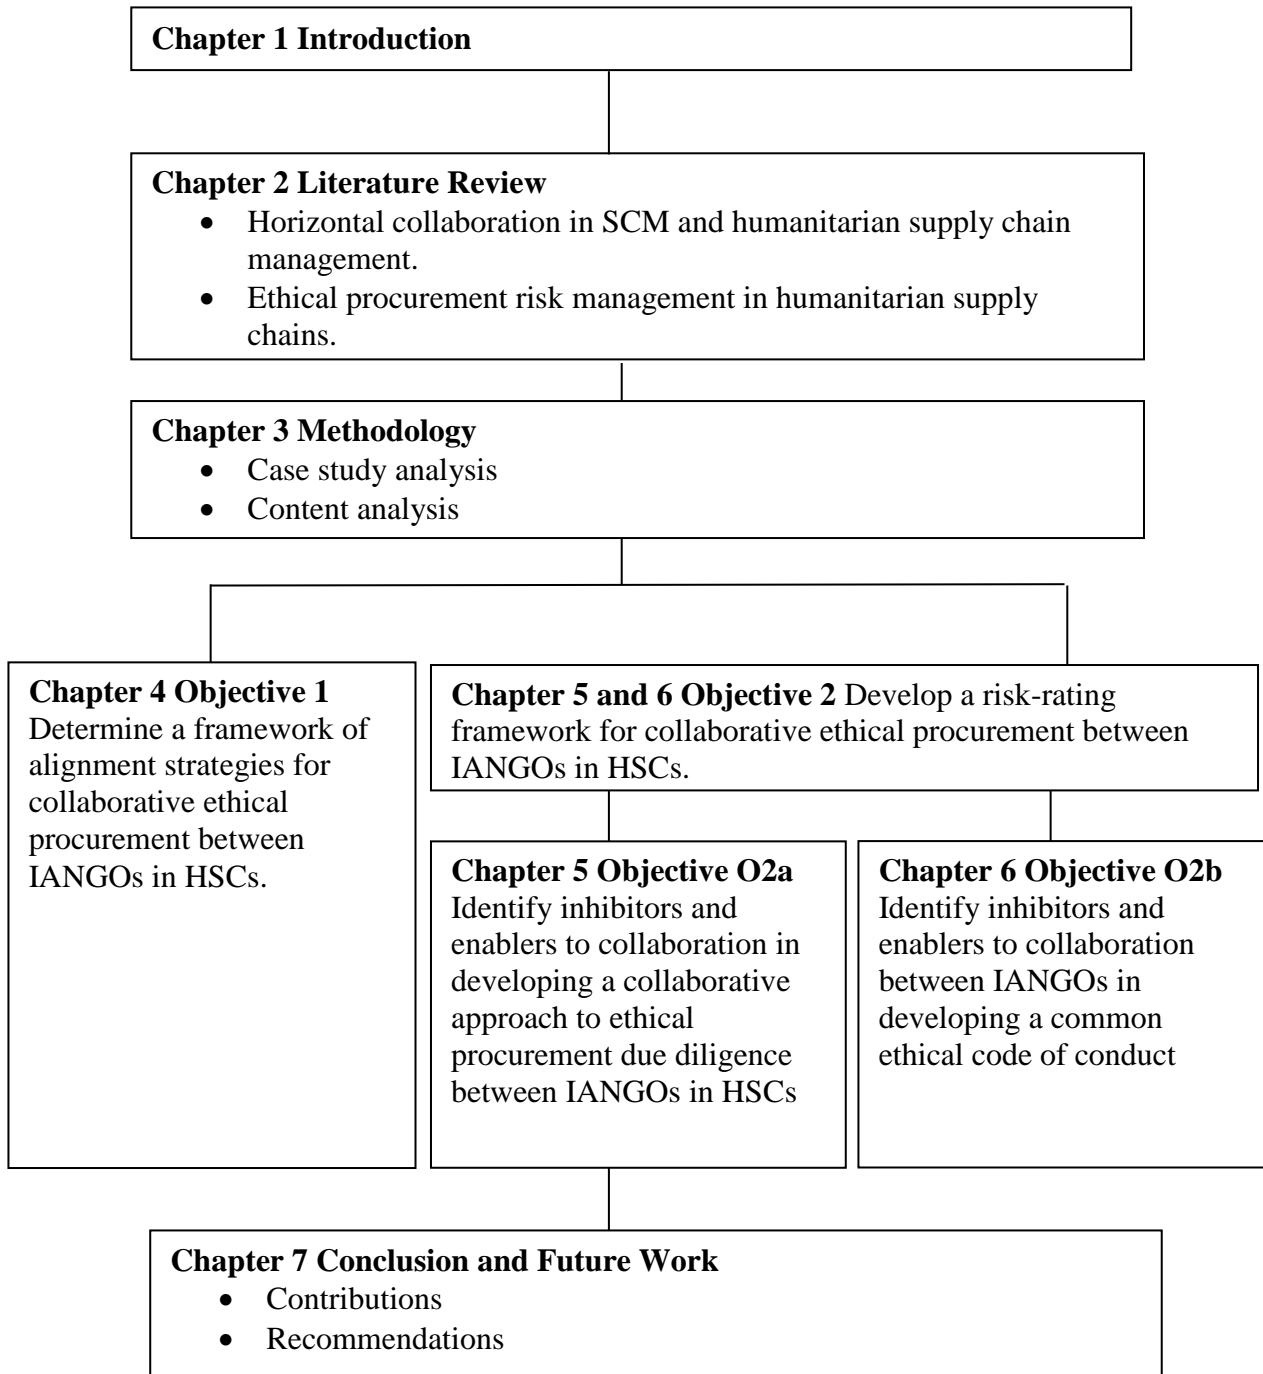 Chapter 1 Introduction
Chapter 2 Literature Review
• Horizontal collaboration in SCM and humanitarian supply chain
management.
• Ethical procurement risk management in humanitarian supply
chains.
Chapter 3 Methodology
• Case study analysis
• Content analysis
Chapter 4 Objective 1
Determine a framework of
alignment strategies for
collaborative ethical
procurement between
IANGOs in HSCs.
Chapter 5 and 6 Objective 2 Develop a risk-rating
framework for collaborative ethical procurement between
IANGOs in HSCs.
Chapter 5 Objective O2a
Identify inhibitors and
enablers to collaboration in
developing a collaborative
approach to ethical
procurement due diligence
between IANGOs in HSCs
Chapter 6 Objective O2b
Identify inhibitors and
enablers to collaboration
between IANGOs in
developing a common
ethical code of conduct
Chapter 7 Conclusion and Future Work
• Contributions
• Recommendations